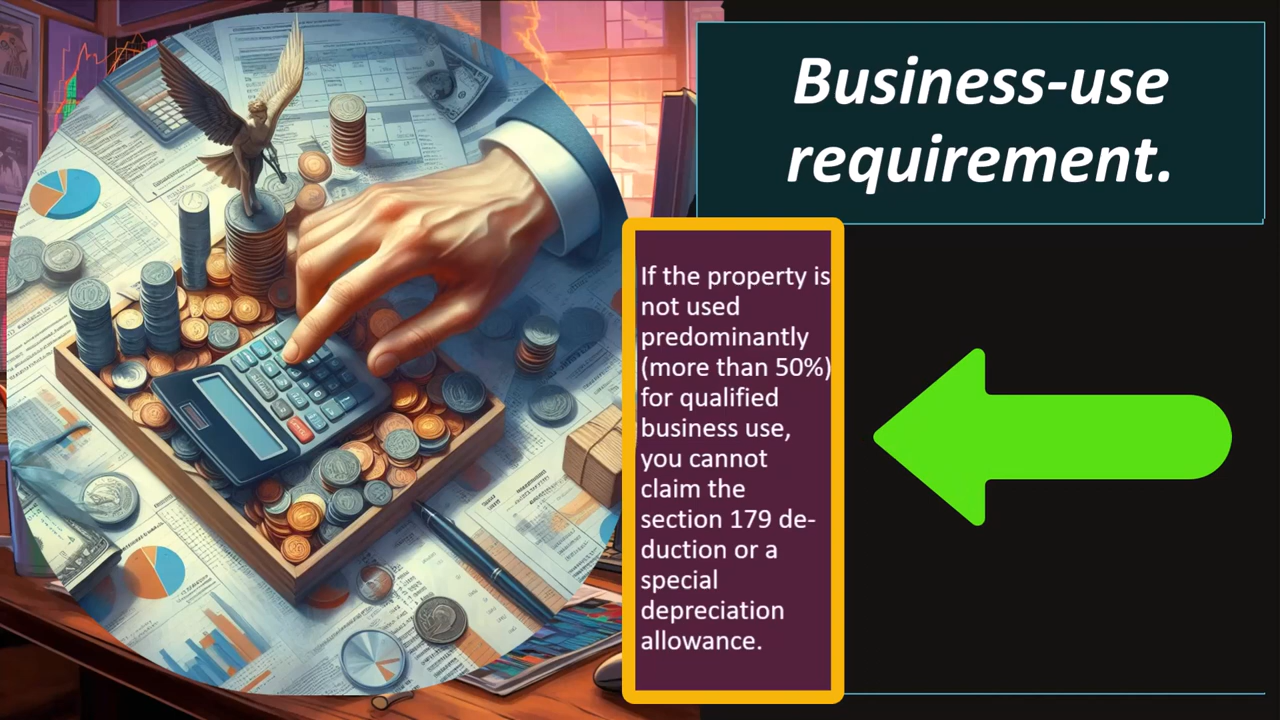 Business-use
requirement.
If the property is
not used
predominantly
(more than 50%)
for qualified
business use,
you cannot
claim the
section 179 de-
duction or a
special
depreciation
allowance.